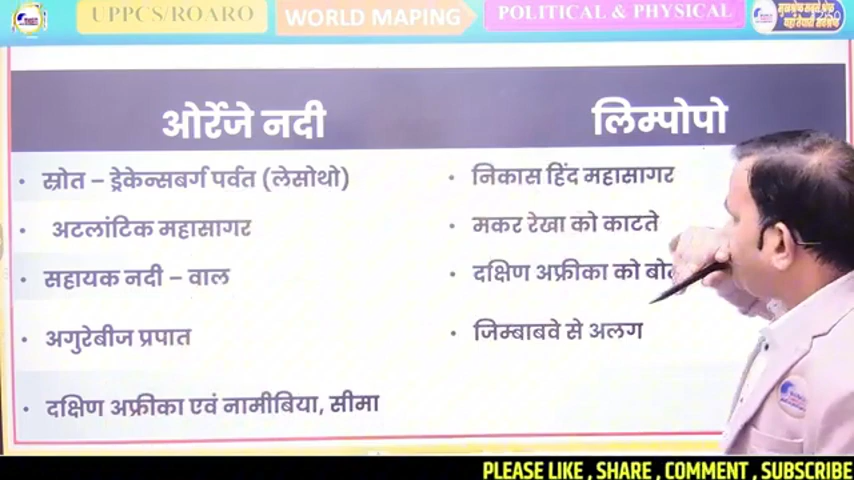 UPPCS/ROARO
WORLD MAPING
POLITICAL & PHYSICAL
ओर्रेंजे नदी
लिम्पोपो
स्रोत – ड्रेकेन्सबर्ग पर्वत (लेसोथो)
अटलांटिक महासागर
सहायक नदी – वाल
अगुरेबीज प्रपात
दक्षिण अफ्रीका एवं नामीबिया, सीमा
निकास हिंद महासागर
मकर रेखा को काटते
दक्षिण अफ्रीका को
जिम्बाबवे से अलग
PLEASE LIKE , SHARE , COMMENT , SUBSCRIBE